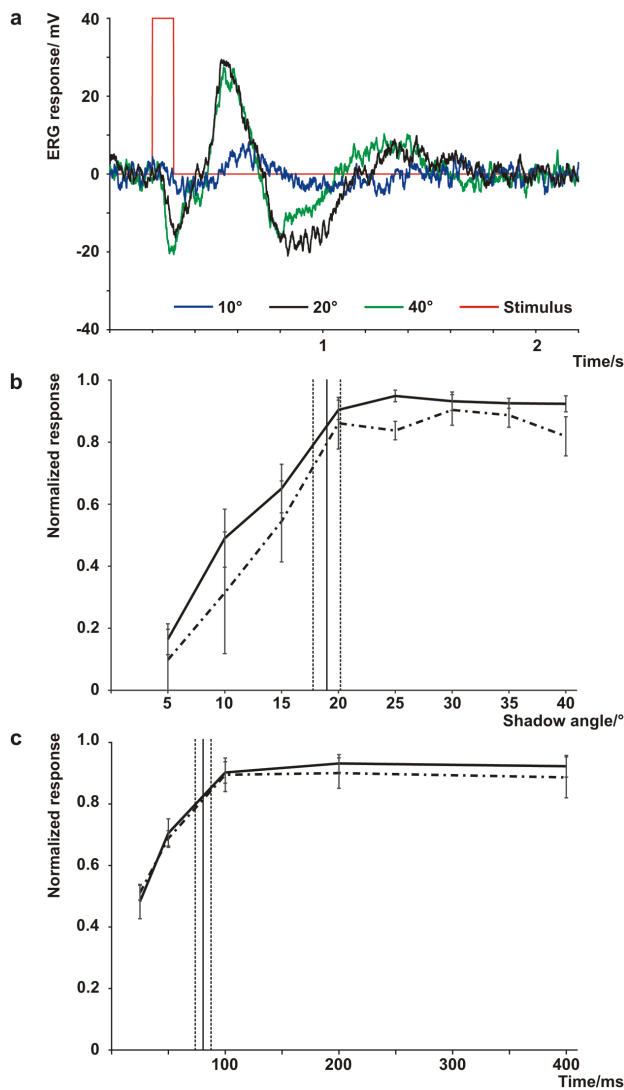 a
ERG response/ mV
40
20
0
-20
-40
10° 20° 40° Stimulus
1 2
Time/s
b
Normalized response
1.0
0.8
0.6
0.4
0.2
0
5 10 15 20 25 30 35 40
Shadow angle/°
c
Normalized response
1.0
0.8
0.6
0.4
0.2
0
100 200 300 400
Time/ms